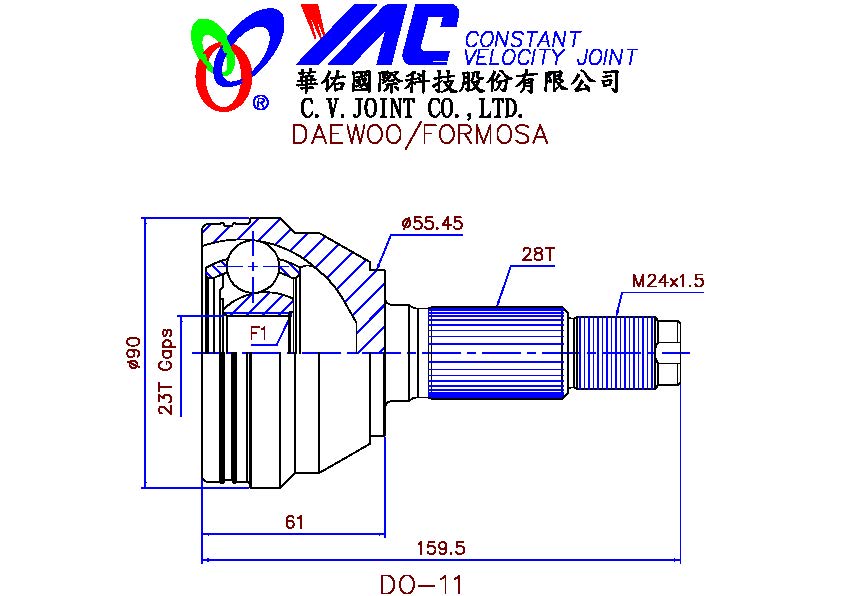 YAC CONSTANT
VELOCITY JOINT
®
華佑國際科技股份有限公司
C.V.JOINT CO.,LTD.
DAEWOO/FORMOSA
ø55.45
28T
M24x1.5
F1
ø90
23T Gaps
61
159.5
DO-11